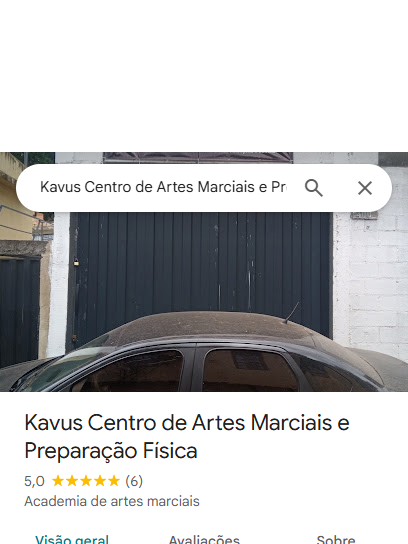 Kavus Centro de Artes Marciais e Pr
Kavus Centro de Artes Marciais e
Preparação Física
5,0 (6)
Academia de artes marciais
Visão geral Avaliações Sobre